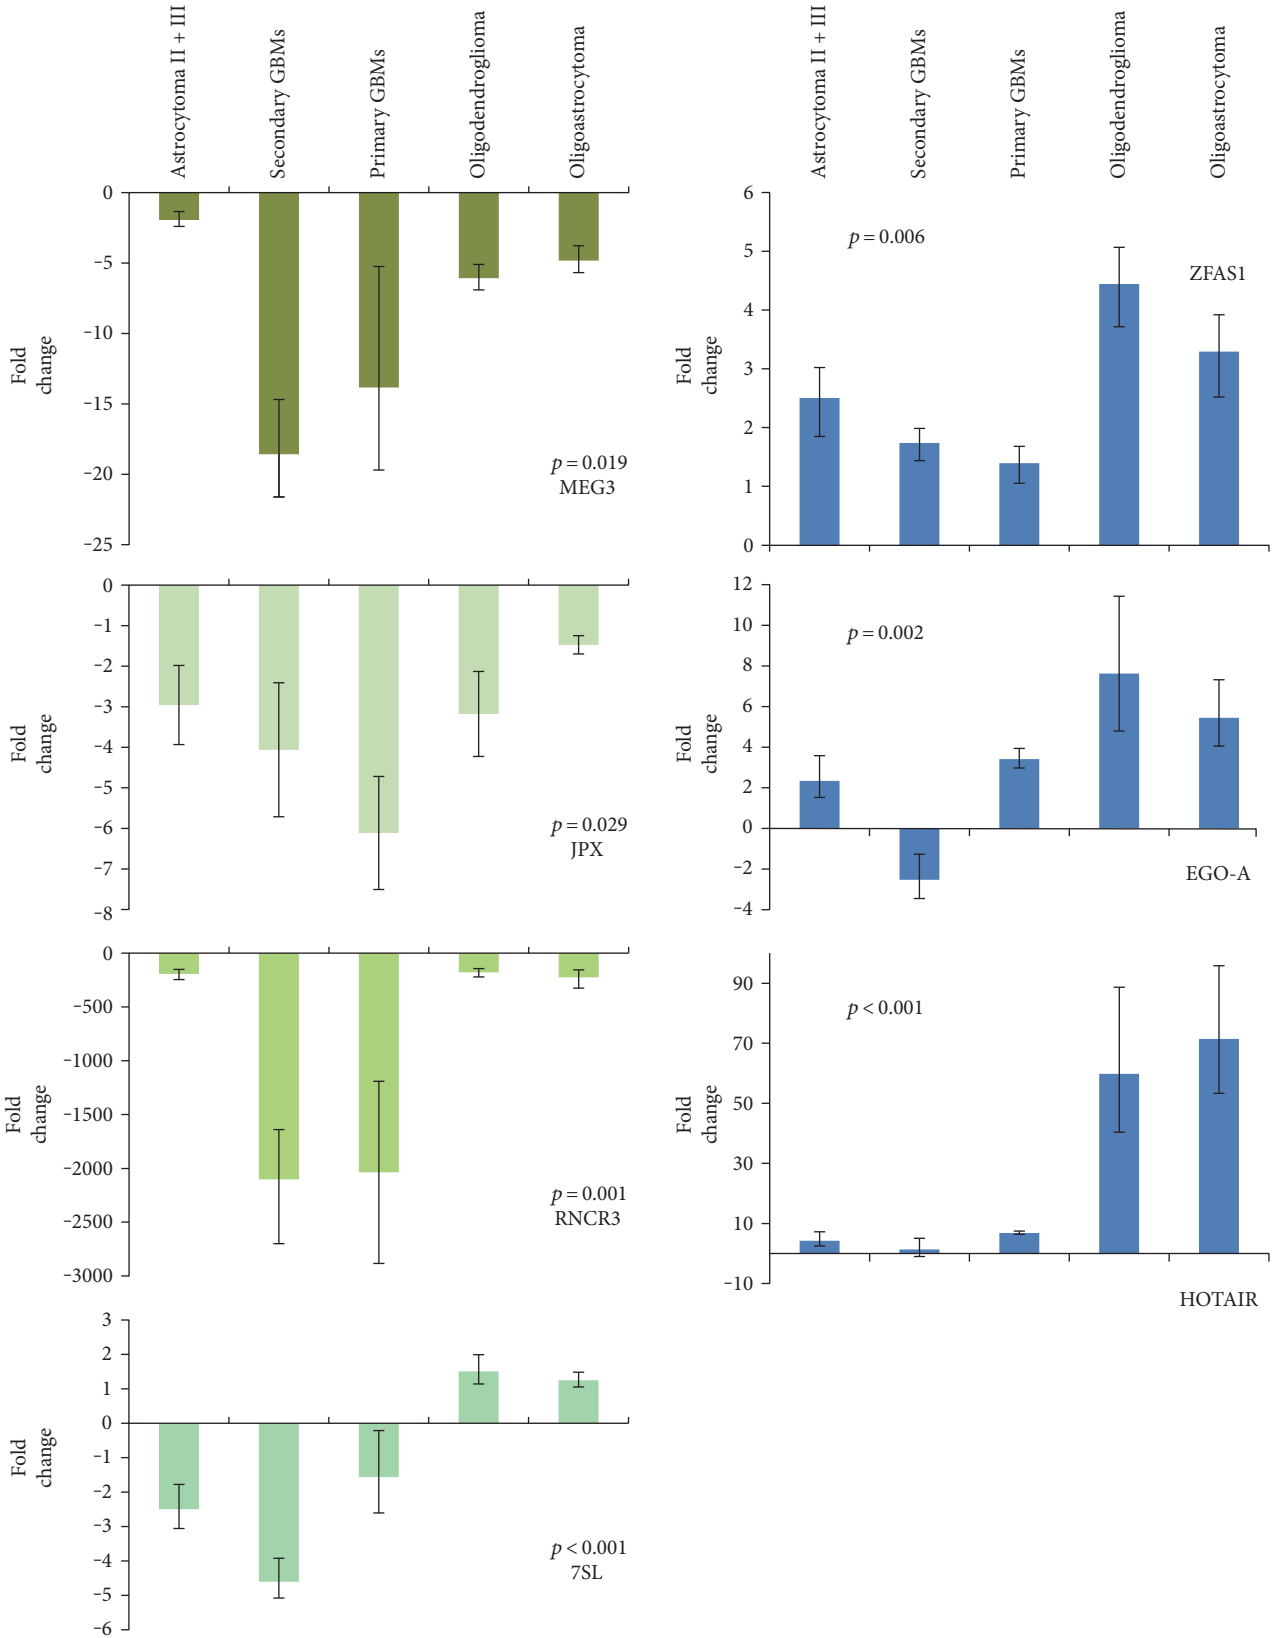 Astrocytoma II + III
Secondary GBMs
Primary GBMs
Oligodendroglioma
Oligoastrocytoma
0
-5
-10
-15
-20
-25
Fold
change
p = 0.019
MEG3
0
-1
-2
-3
-4
-5
-6
-7
-8
Fold
change
p = 0.029
JPX
0
-500
-1000
-1500
-2000
-2500
-3000
Fold
change
p = 0.001
RNCR3
3
2
1
0
-1
-2
-3
-4
-5
-6
Fold
change
p < 0.001
7SL
Astrocytoma II + III
Secondary GBMs
Primary GBMs
Oligodendroglioma
Oligoastrocytoma
6
5
4
3
2
1
0
Fold
change
p = 0.006
ZFAS1
12
10
8
6
4
2
0
-2
-4
Fold
change
p = 0.002
EGO-A
90
70
50
30
10
-10
Fold
change
p < 0.001
HOTAIR